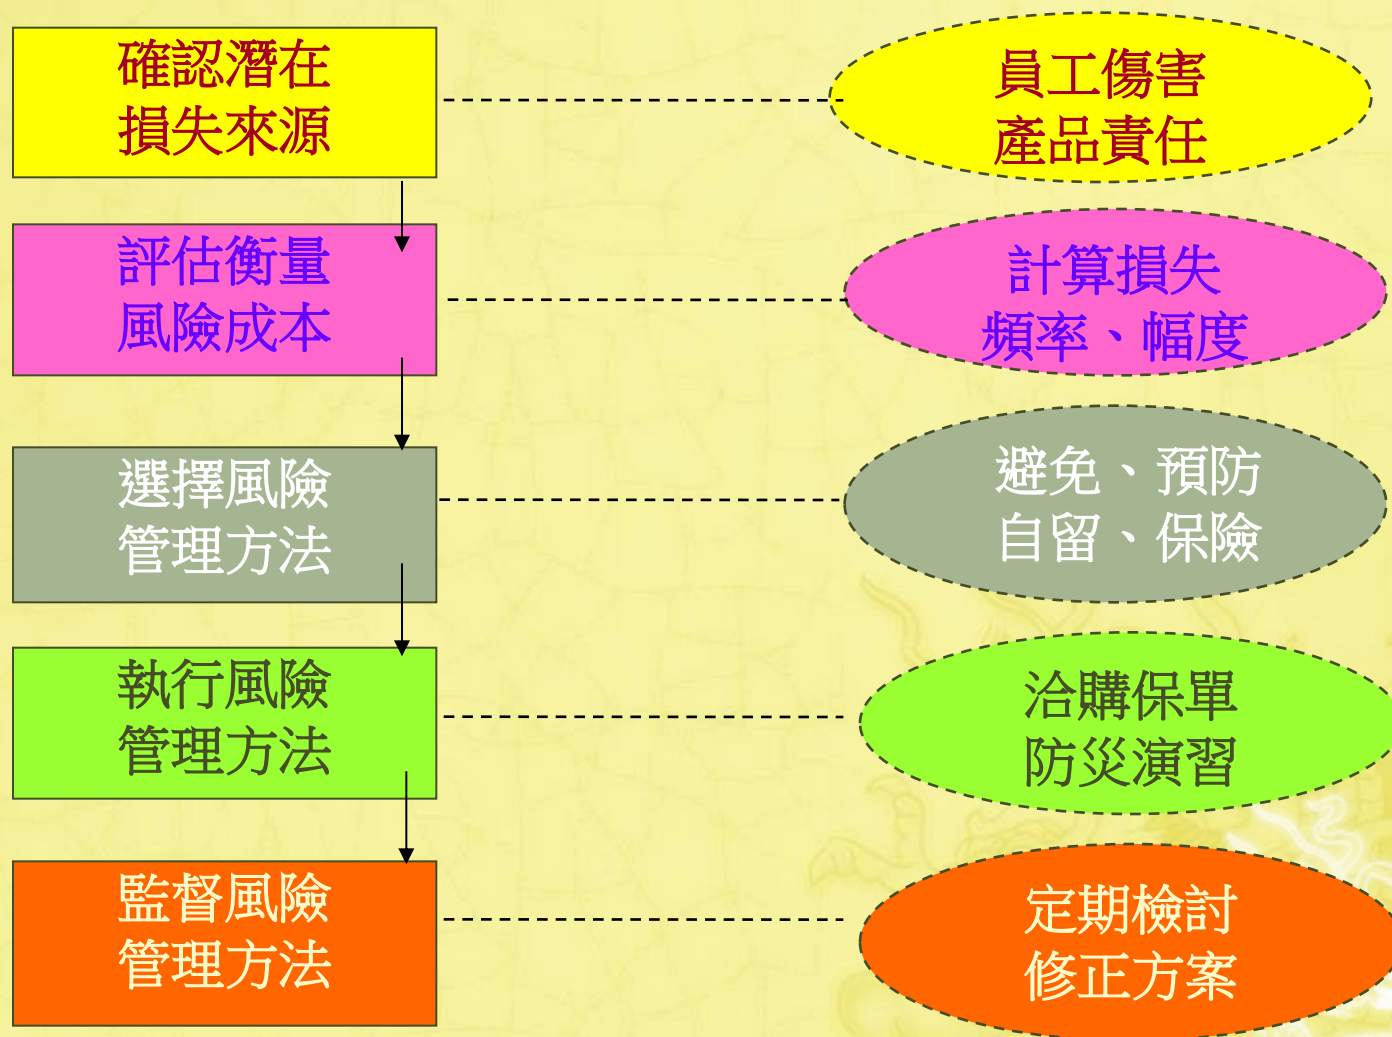 確認潛在
損失來源
員工傷害
產品責任
評估衡量
風險成本
計算損失
頻率、幅度
選擇風險
管理方法
避免、預防
自留、保險
執行風險
管理方法
洽購保單
防災演習
監督風險
管理方法
定期檢討
修正方案